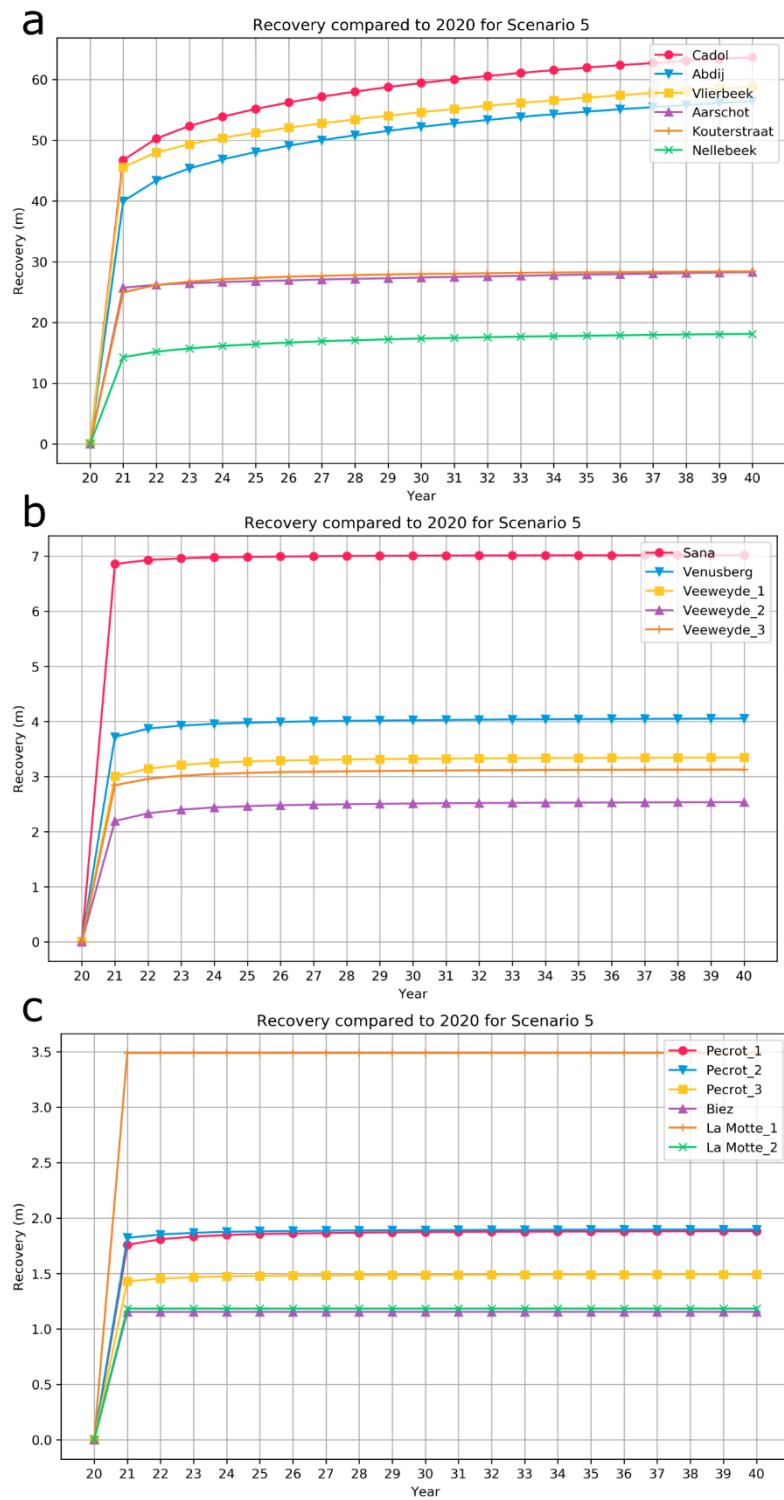 a
Recovery compared to 2020 for Scenario 5
Cadol
Abdij
Vlierbeek
Aarschot
Kouterstraat
Nellebeek
60
50
40
30
20
10
0
Recovery (m)
20 21 22 23 24 25 26 27 28 29 30 31 32 33 34 35 36 37 38 39 40
Year
b
Recovery compared to 2020 for Scenario 5
Sana
Venusberg
Veeweyde_1
Veeweyde_2
Veeweyde_3
7
6
5
4
3
2
1
0
Recovery (m)
20 21 22 23 24 25 26 27 28 29 30 31 32 33 34 35 36 37 38 39 40
Year
c
Recovery compared to 2020 for Scenario 5
Pecrot_1
Pecrot_2
Pecrot_3
Biez
La Motte_1
La Motte_2
3.5
3.0
2.5
2.0
1.5
1.0
0.5
0.0
Recovery (m)
20 21 22 23 24 25 26 27 28 29 30 31 32 33 34 35 36 37 38 39 40
Year